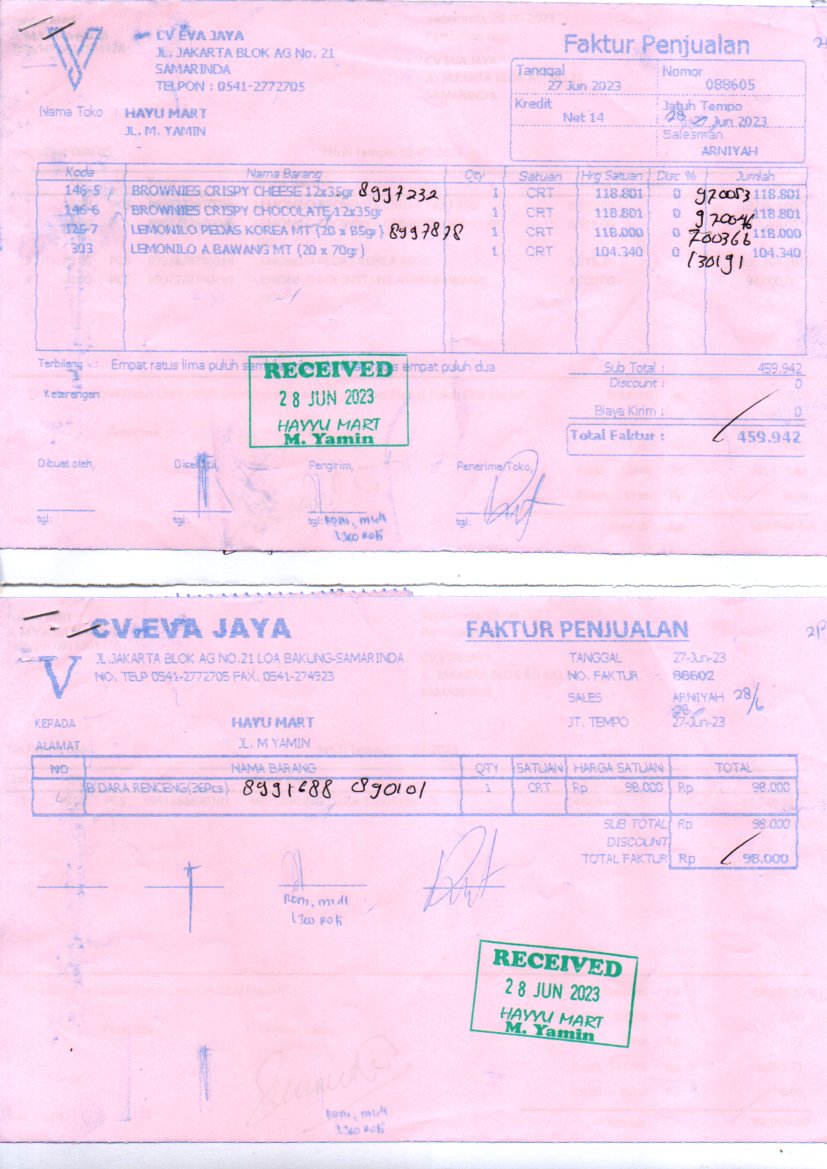 CV EVA JAYA
JL. JAKARTA BLOK AG No. 21
SAMARINDA
TELPON : 0541-2772705
Nama Toko : HAYU MART
JL. M. YAMIN
Faktur Penjualan
Tanggal Nomor
27 Jun 2023 088605
Kredit Jatuh Tempo
Net 14 28 27 Jun 2023
Salesman
ARNIYAH
Kode Nama Barang Qty Satuan Hrg Satuan Disc % Jumlah
146-5 BROWNIES CRISPY CHEESE 12x35gr 8997232 1 CRT 118.801 0 970053 118.801
146-6 BROWNIES CRISPY CHOCOLATE 12x35gr 1 CRT 118.801 0 970046 118.801
126-7 LEMONILO PEDAS KOREA MT (20 x 85gr) 8997878 1 CRT 118.000 0 700366 118.000
303 LEMONILO A BAWANG MT (20 x 70gr) 1 CRT 104.340 0 130191 104.340
Terbilang : Empat ratus lima puluh empat puluh dua
Keterangan
RECEIVED
28 JUN 2023
HAYYU MART
M. Yamin
Sub Total : 459.942
Discount : 0
Biaya Kirim : 0
Total Faktur : 459.942
Dibuat oleh, Pengirim, Penerima/Toko,
tgl: tgl: tgl: tgl:
CV.EVA JAYA
JL.JAKARTA BLOK AG NO.21 LOA BAKUNG-SAMARINDA
NO. TELP 0541-2772705 FAX. 0541-274923
FAKTUR PENJUALAN
TANGGAL 27-Jun-23
NO. FAKTUR 88602
SALES ARNIYAH 28/6
28
JT. TEMPO 27-Jun-23
KEPADA HAYU MART
ALAMAT JL. M YAMIN
NO NAMA BARANG QTY SATUAN HARGA SATUAN TOTAL
B'DARA RENCENG(36Pcs) 8991688 890101 1 CRT Rp 98.000 Rp 98.000
SUB TOTAL Rp 98.000
DISCOUNT
TOTAL FAKTUR Rp 98.000
RECEIVED
28 JUN 2023
HAYYU MART
M. Yamin